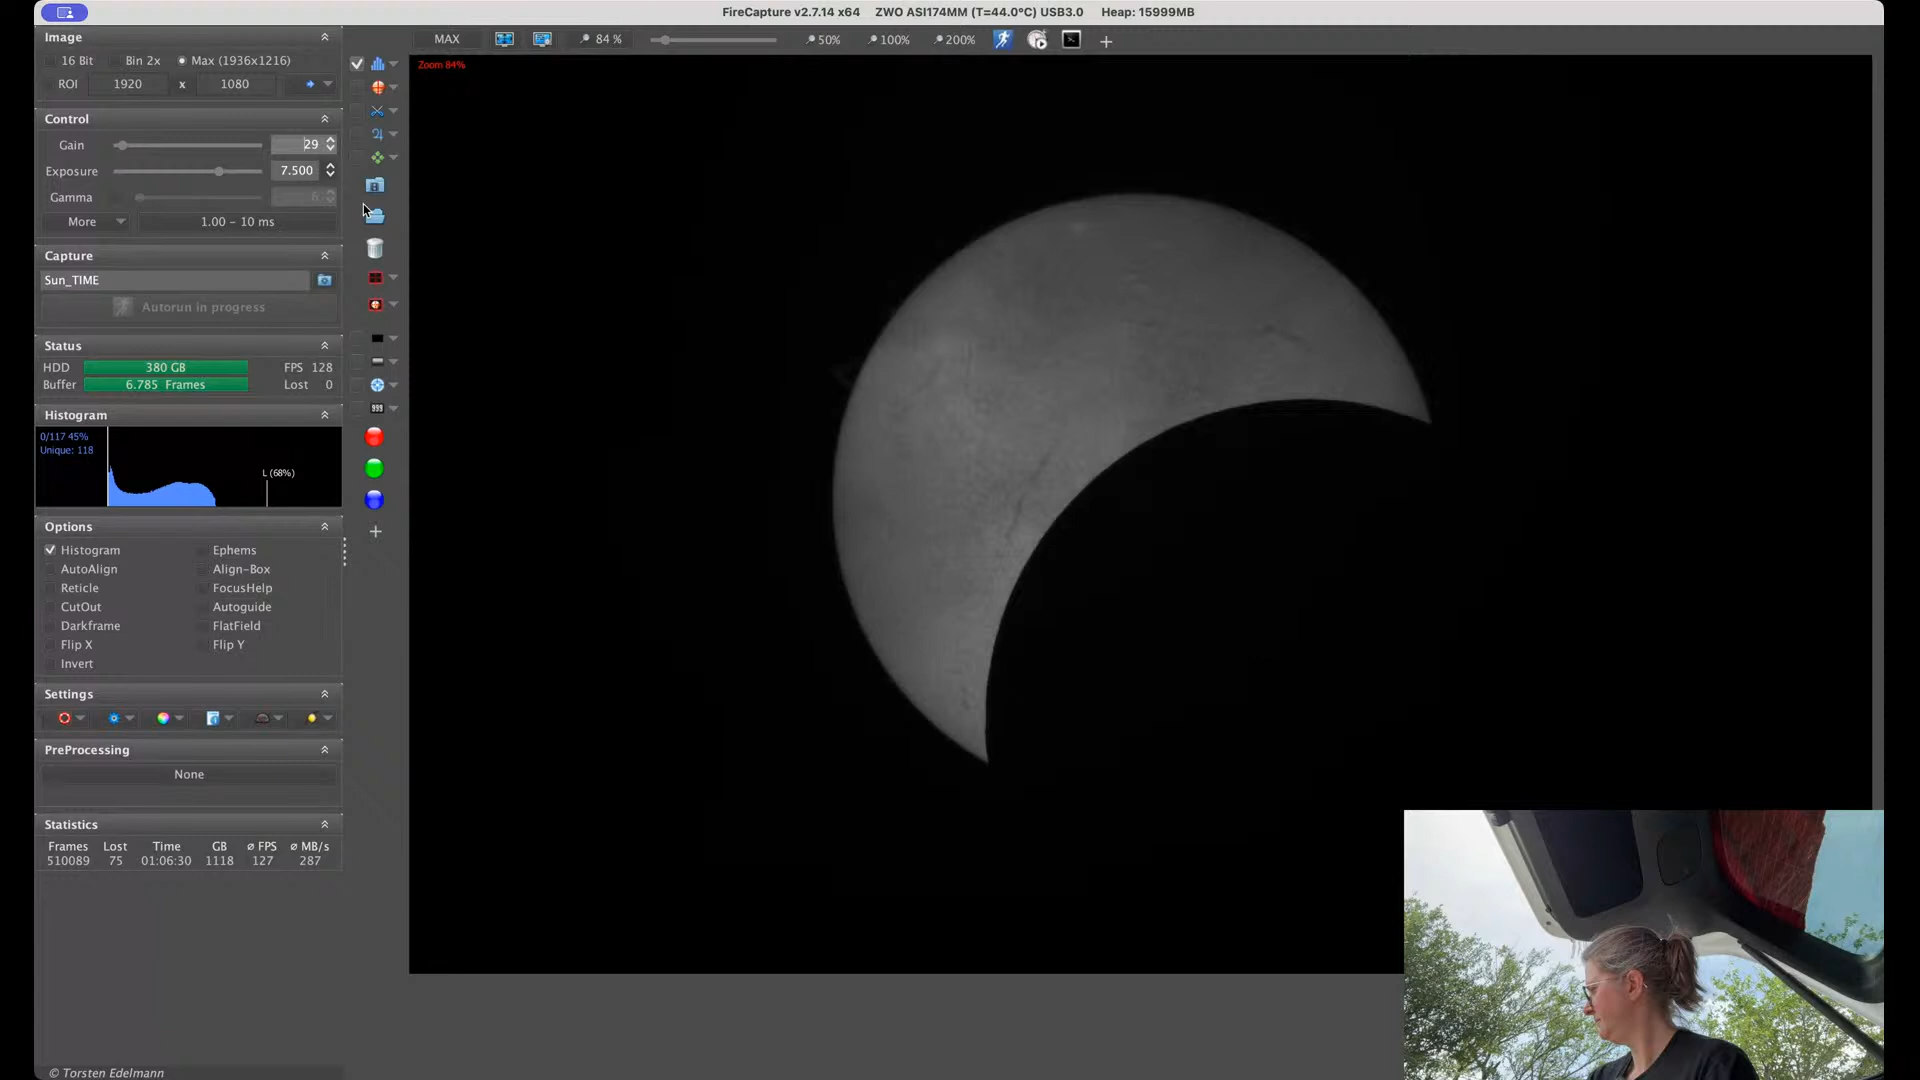 FireCapture v2.7.14 x64 ZWO ASI174MM (T=44.0°C) USB3.0 Heap: 15999MB
Image
MAX 84 % 50% 100% 200%
16 Bit Bin 2x Max (1936x1216)
Zoom 84%
ROI 1920 x 1080
Control
Gain 29
Exposure 7.500
Gamma 6
More 1.00 - 10 ms
Capture
Sun_TIME
Autorun in progress
Status
HDD 380 GB FPS 128
Buffer 6.785 Frames Lost 0
999
Histogram
0/117 45%
Unique: 118
L (68%)
Options
Histogram Ephems
AutoAlign Align-Box
Reticle FocusHelp
CutOut Autoguide
Darkframe FlatField
Flip X Flip Y
Invert
Settings
PreProcessing
None
Statistics
Frames Lost Time GB ø FPS ø MB/s
510089 75 01:06:30 1118 127 287
© Torsten Edelmann